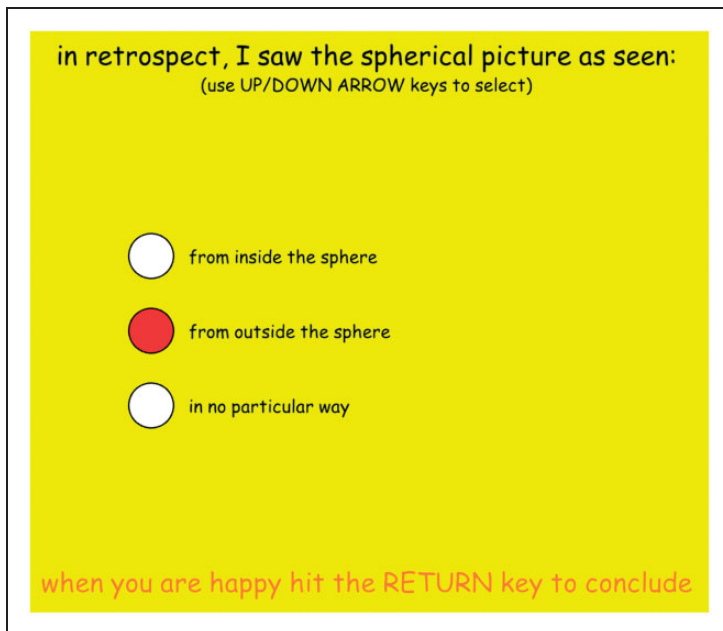 in retrospect, I saw the spherical picture as seen:
(use UP/DOWN ARROW keys to select)
from inside the sphere
from outside the sphere
in no particular way
when you are happy hit the RETURN key to conclude